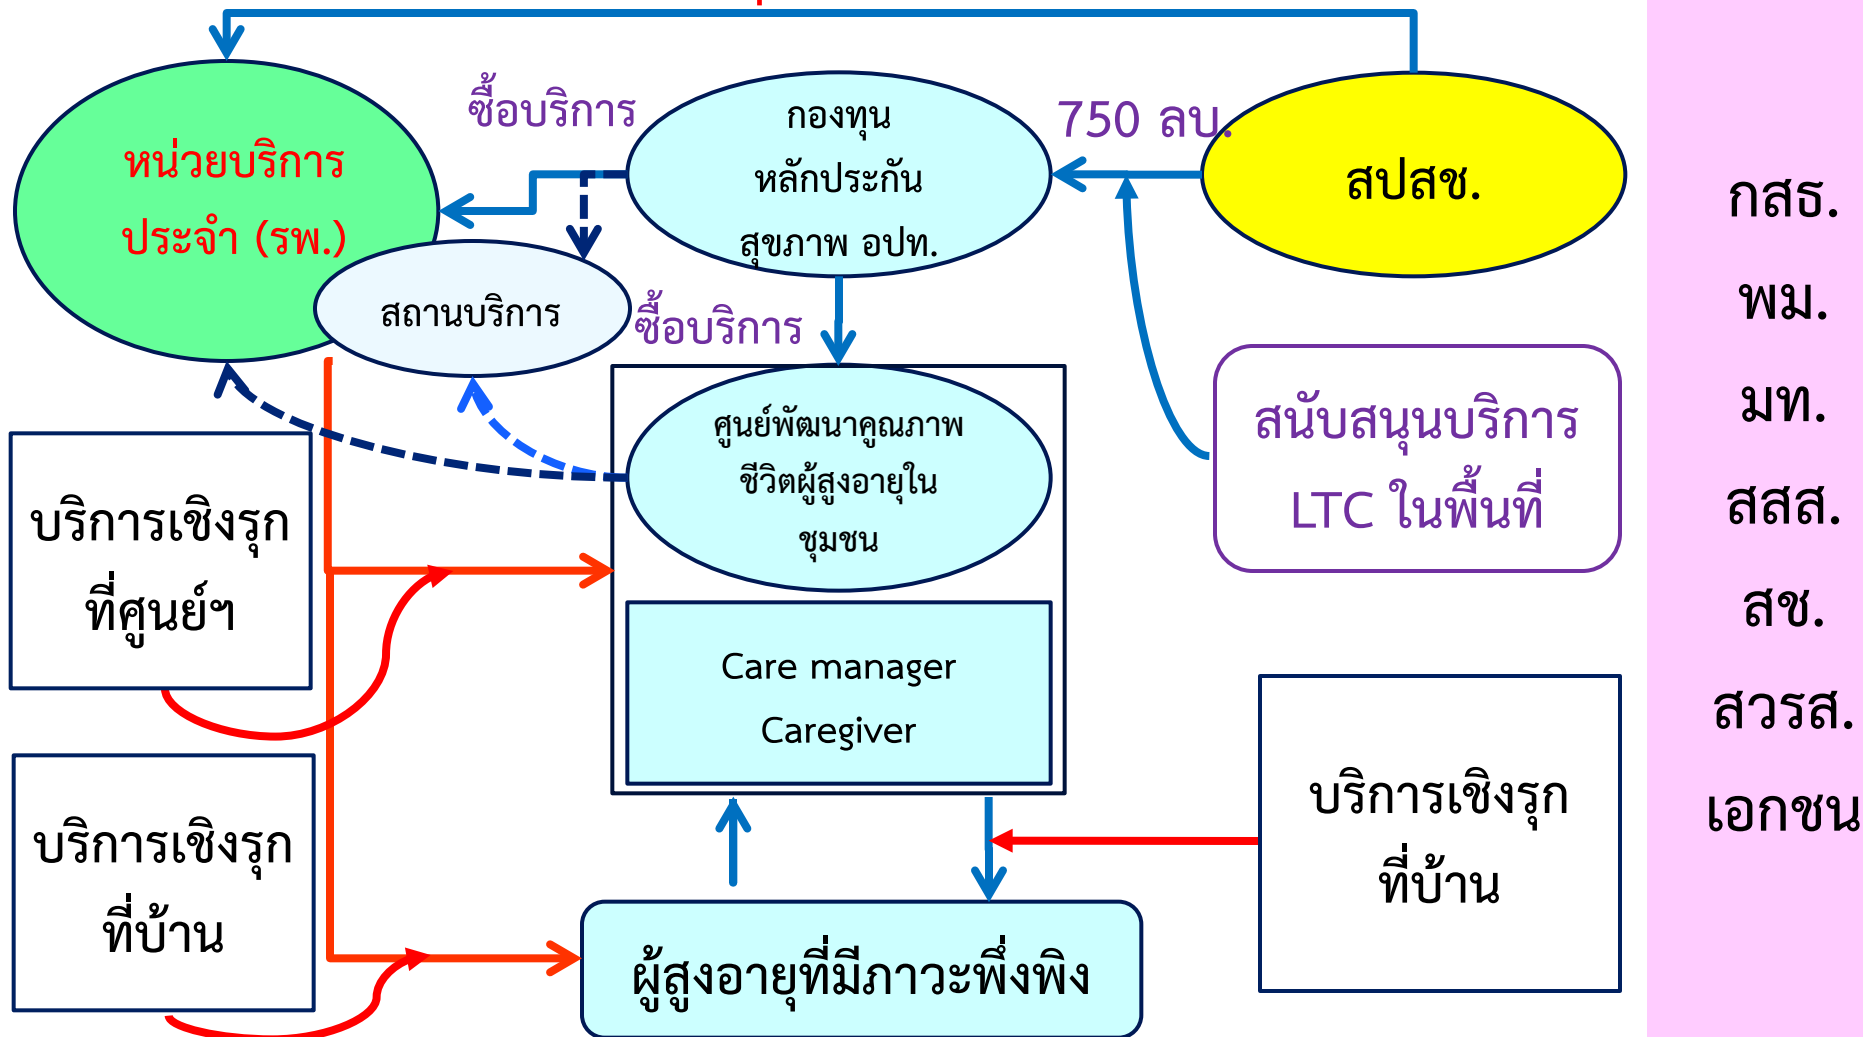 ซื้อบริการ
กองทุน
หลักประกัน
สุขภาพ อปท.
750 ลบ.
สปสช.
หน่วยบริการ
ประจำ (รพ.)
สถานบริการ
ซื้อบริการ
ศูนย์พัฒนาคูณภาพ
ชีวิตผู้สูงอายุใน
ชุมชน
สนับสนุนบริการ
LTC ในพื้นที่
บริการเชิงรุก
ที่ศูนย์ฯ
Care manager
Caregiver
บริการเชิงรุก
ที่บ้าน
บริการเชิงรุก
ที่บ้าน
ผู้สูงอายุที่มีภาวะพึ่งพิง
กสธ.
พม.
มท.
สสส.
สช.
สวรส.
เอกชน